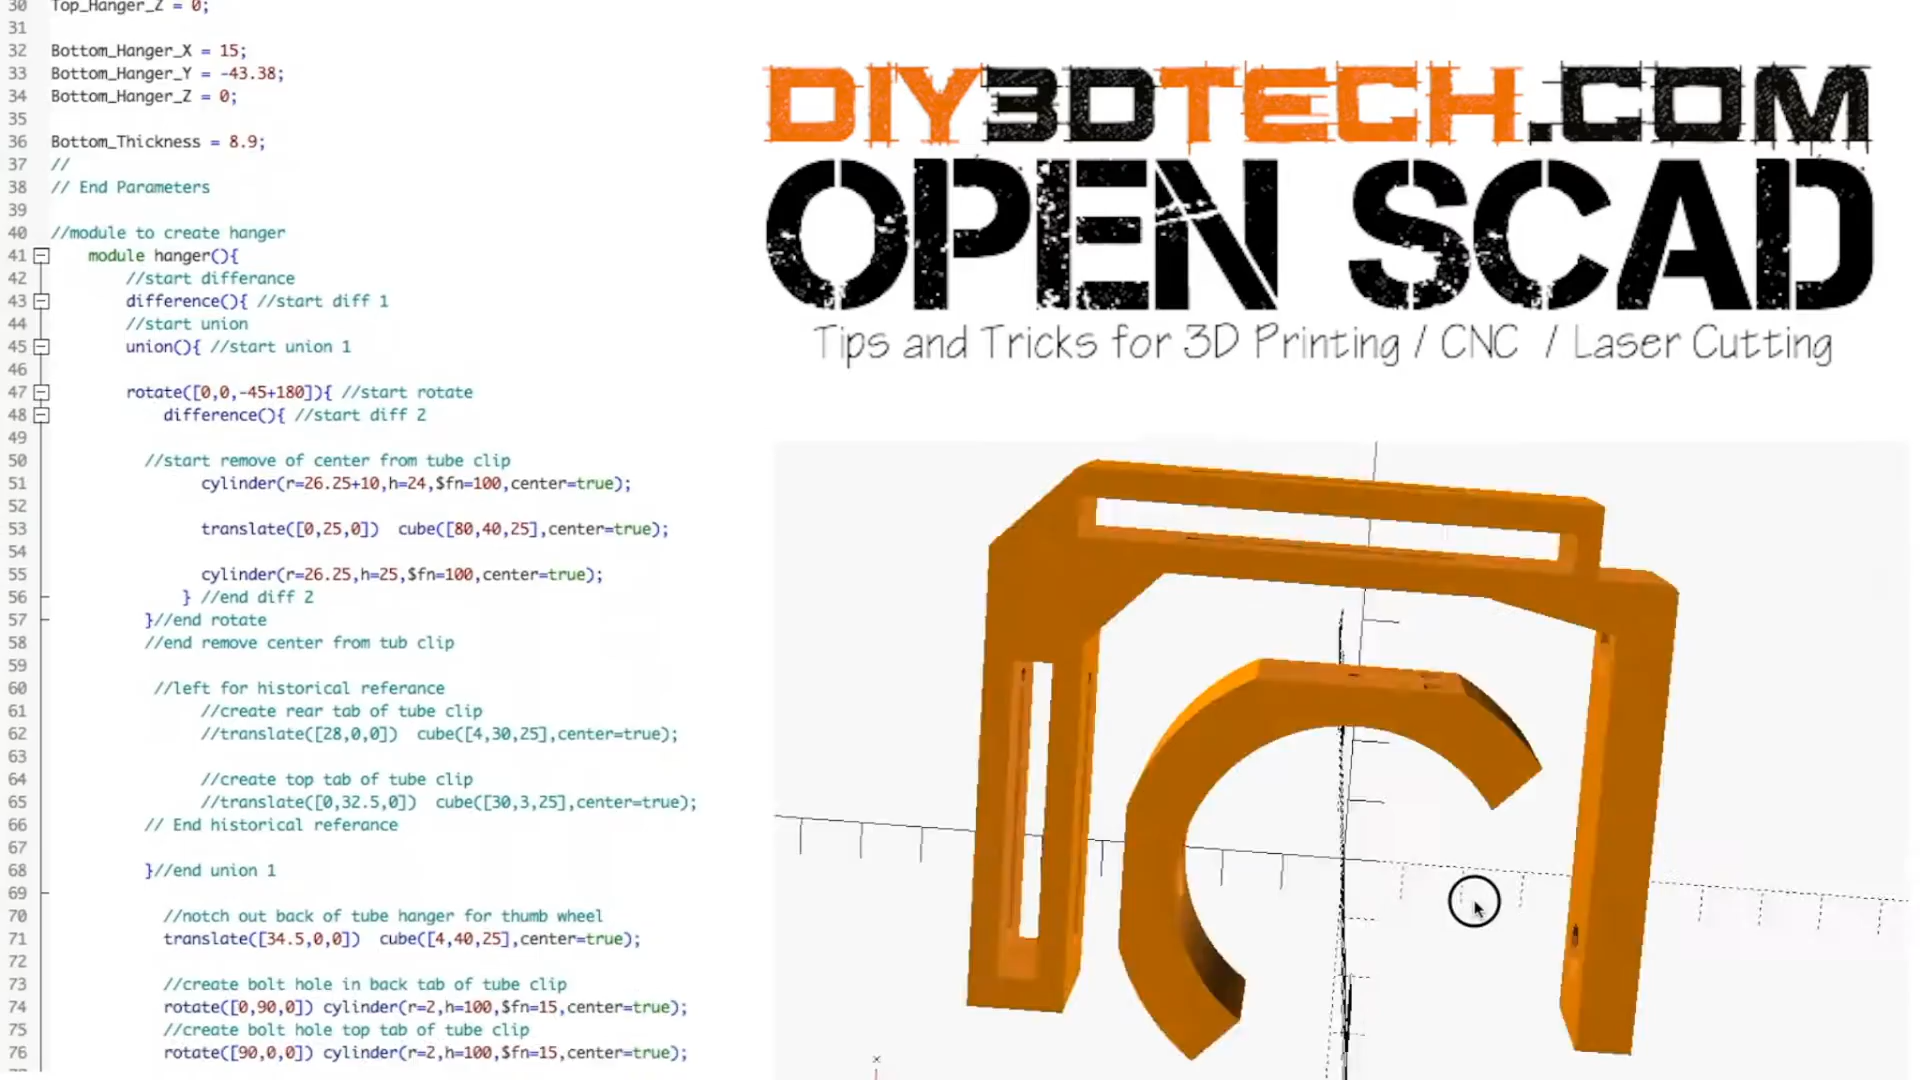 30 Top_Hanger_Z = 0;
31
32 Bottom_Hanger_X = 15;
33 Bottom_Hanger_Y = -43.38;
34 Bottom_Hanger_Z = 0;
35
36 Bottom_Thickness = 8.9;
37 //
38 // End Parameters
39
40 //module to create hanger
41 module hanger(){
42 //start differance
43 difference(){ //start diff 1
44 //start union
45 union(){ //start union 1
46
47 rotate([0,0,-45+180]){ //start rotate
48 difference(){ //start diff 2
49
50 //start remove of center from tube clip
51 cylinder(r=26.25+10,h=24,$fn=100,center=true);
52
53 translate([0,25,0]) cube([80,40,25],center=true);
54
55 cylinder(r=26.25,h=25,$fn=100,center=true);
56 } //end diff 2
57 }//end rotate
58 //end remove center from tub clip
59
60 //left for historical referance
61 //create rear tab of tube clip
62 //translate([28,0,0]) cube([4,30,25],center=true);
63
64 //create top tab of tube clip
65 //translate([0,32.5,0]) cube([30,3,25],center=true);
66 // End historical referance
67
68 }//end union 1
69
70 //notch out back of tube hanger for thumb wheel
71 translate([34.5,0,0]) cube([4,40,25],center=true);
72
73 //create bolt hole in back tab of tube clip
74 rotate([0,90,0]) cylinder(r=2,h=100,$fn=15,center=true);
75 //create bolt hole top tab of tube clip
76 rotate([90,0,0]) cylinder(r=2,h=100,$fn=15,center=true);
DIY3DTECH.COM
OPEN SCAD
Tips and Tricks for 3D Printing / CNC / Laser Cutting
x